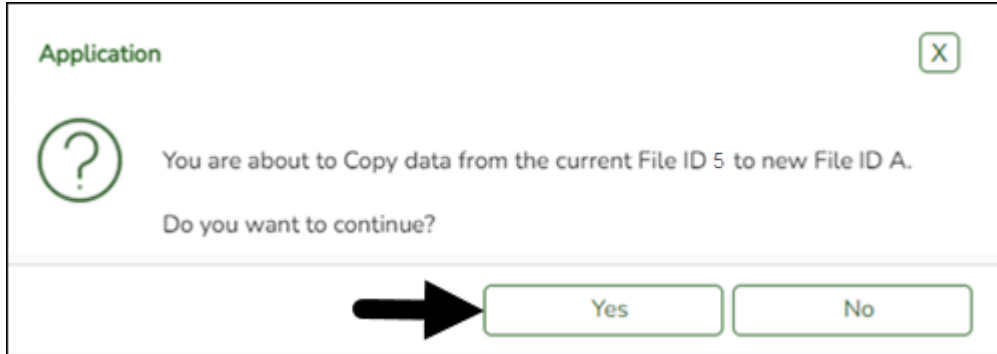 Application
X
?
You are about to Copy data from the current File ID 5 to new File ID A.
Do you want to continue?
Yes
No